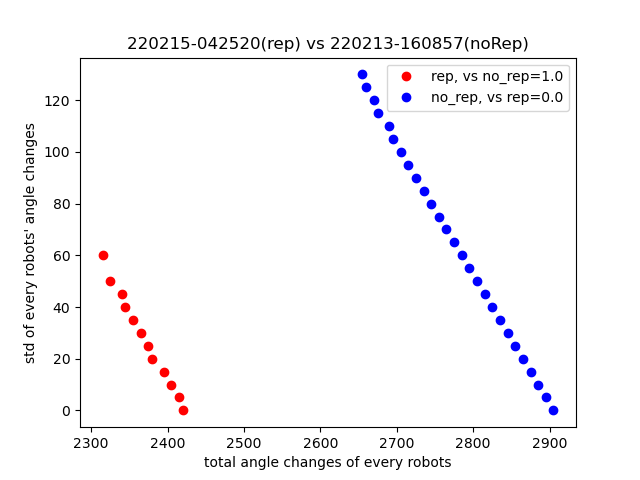 220215-042520(rep) vs 220213-160857(noRep)
rep, vs no_rep=1.0
no_rep, vs rep=0.0
std of every robots' angle changes
120
100
80
60
40
20
0
2300 2400 2500 2600 2700 2800 2900
total angle changes of every robots